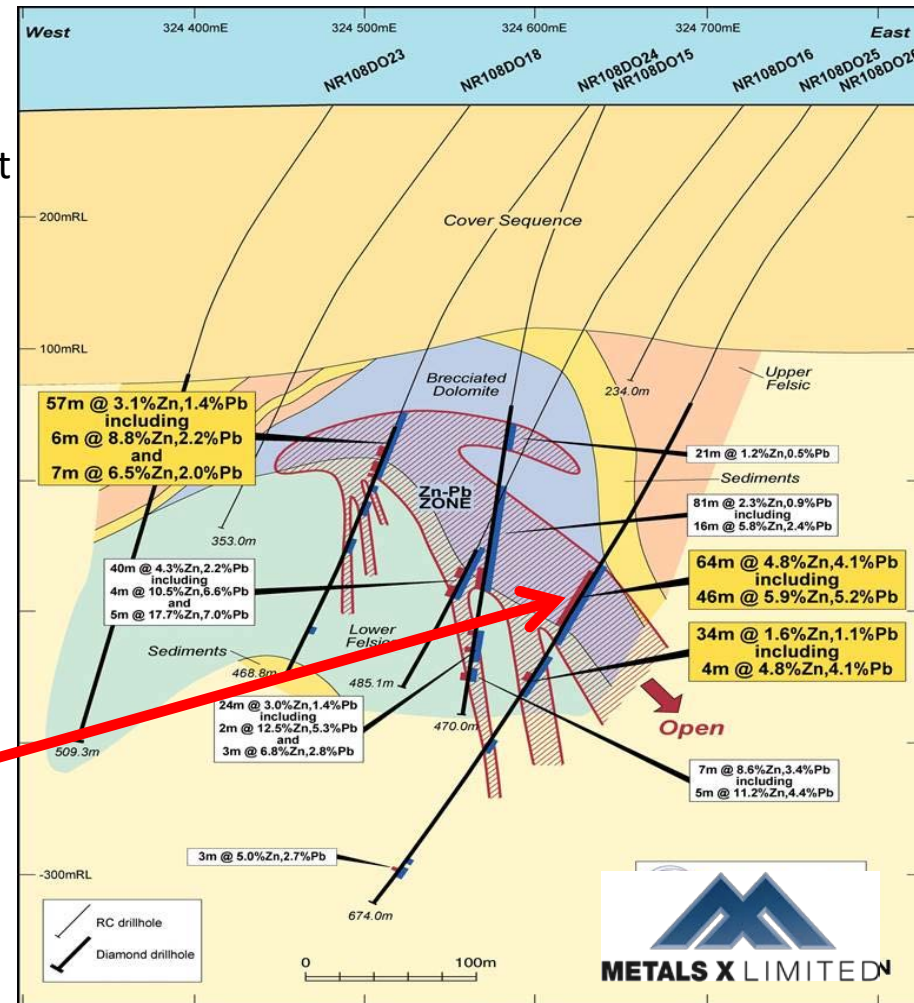 West
324 400mE
324 500mE
324 600mE
324 700mE
East
NR108DO23
NR108DO18
NR108DO24
NR108DO15
NR108DO16
NR108DO25
t
200mRL
Cover Sequence
100mRL
Brecciated
Dolomite
Upper
Felsic
234.0m
57m @ 3.1%Zn,1.4%Pb
including
6m @ 8.8%Zn,2.2%Pb
and
7m @ 6.5%Zn,2.0%Pb
21m @ 1.2%Zn,0.5%Pb
Sediments
Zn-Pb
ZONE
81m @ 2.3%Zn,0.9%Pb
including
16m @ 5.8%Zn,2.4%Pb
353.0m
40m @ 4.3%Zn,2.2%Pb
including
4m @ 10.5%Zn,6.6%Pb
and
5m @ 17.7%Zn,7.0%Pb
64m @ 4.8%Zn,4.1%Pb
including
46m @ 5.9%Zn,5.2%Pb
34m @ 1.6%Zn,1.1%Pb
including
4m @ 4.8%Zn,4.1%Pb
Lower
Felsic
Sediments
468.8m
485.1m
24m @ 3.0%Zn,1.4%Pb
including
2m @ 12.5%Zn,5.3%Pb
and
3m @ 6.8%Zn,2.8%Pb
470.0m
Open
509.3m
7m @ 8.6%Zn,3.4%Pb
including
5m @ 11.2%Zn,4.4%Pb
3m @ 5.0%Zn,2.7%Pb
-300mRL
674.0m
RC drillhole
Diamond drillhole
0
100m
METALS X LIMITED
N